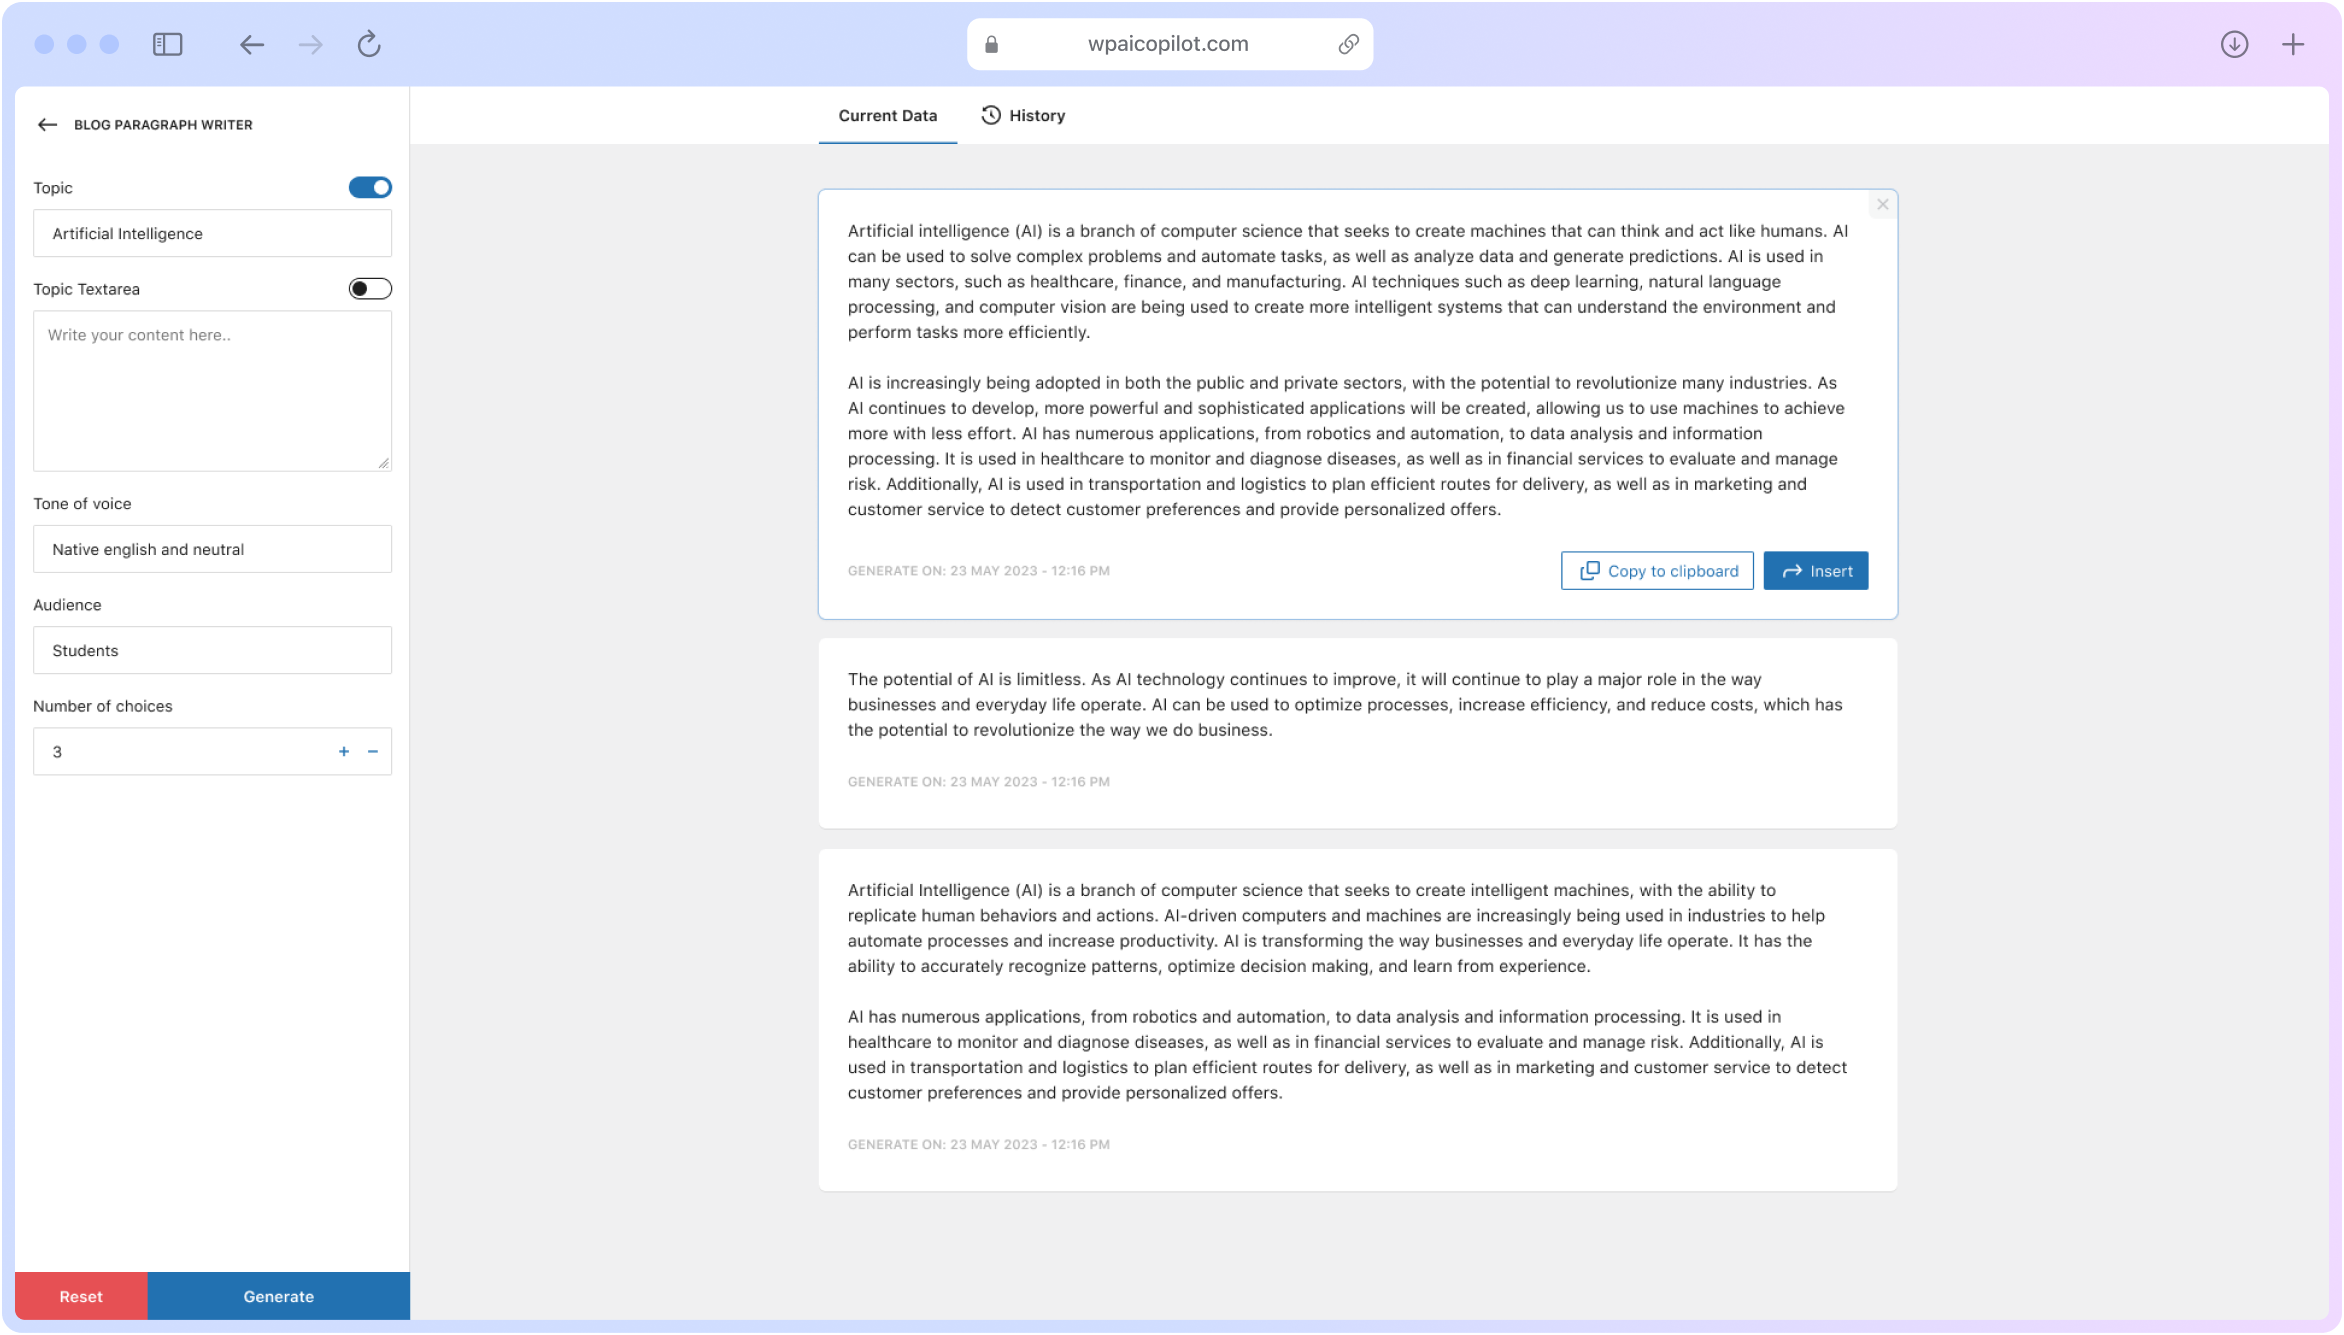 wpaicopilot.com
BLOG PARAGRAPH WRITER
Topic
Artificial Intelligence
Topic Textarea
Write your content here..
Tone of voice
Native english and neutral
Audience
Students
Number of choices
3
+ −
Reset
Generate
Current Data
History
Artificial intelligence (AI) is a branch of computer science that seeks to create machines that can think and act like humans. AI
can be used to solve complex problems and automate tasks, as well as analyze data and generate predictions. AI is used in
many sectors, such as healthcare, finance, and manufacturing. AI techniques such as deep learning, natural language
processing, and computer vision are being used to create more intelligent systems that can understand the environment and
perform tasks more efficiently.
AI is increasingly being adopted in both the public and private sectors, with the potential to revolutionize many industries. As
AI continues to develop, more powerful and sophisticated applications will be created, allowing us to use machines to achieve
more with less effort. AI has numerous applications, from robotics and automation, to data analysis and information
processing. It is used in healthcare to monitor and diagnose diseases, as well as in financial services to evaluate and manage
risk. Additionally, AI is used in transportation and logistics to plan efficient routes for delivery, as well as in marketing and
customer service to detect customer preferences and provide personalized offers.
GENERATE ON: 23 MAY 2023 - 12:16 PM
Copy to clipboard
Insert
The potential of AI is limitless. As AI technology continues to improve, it will continue to play a major role in the way
businesses and everyday life operate. AI can be used to optimize processes, increase efficiency, and reduce costs, which has
the potential to revolutionize the way we do business.
GENERATE ON: 23 MAY 2023 - 12:16 PM
Artificial Intelligence (AI) is a branch of computer science that seeks to create intelligent machines, with the ability to
replicate human behaviors and actions. AI-driven computers and machines are increasingly being used in industries to help
automate processes and increase productivity. AI is transforming the way businesses and everyday life operate. It has the
ability to accurately recognize patterns, optimize decision making, and learn from experience.
AI has numerous applications, from robotics and automation, to data analysis and information processing. It is used in
healthcare to monitor and diagnose diseases, as well as in financial services to evaluate and manage risk. Additionally, AI is
used in transportation and logistics to plan efficient routes for delivery, as well as in marketing and customer service to detect
customer preferences and provide personalized offers.
GENERATE ON: 23 MAY 2023 - 12:16 PM